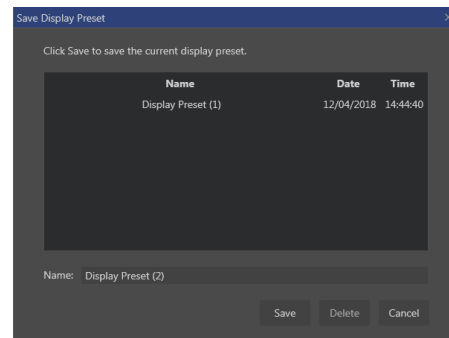 Save Display Preset
Click Save to save the current display preset.
Name Date Time
Display Preset (1) 12/04/2018 14:44:40
Name: Display Preset (2)
Save Delete Cancel